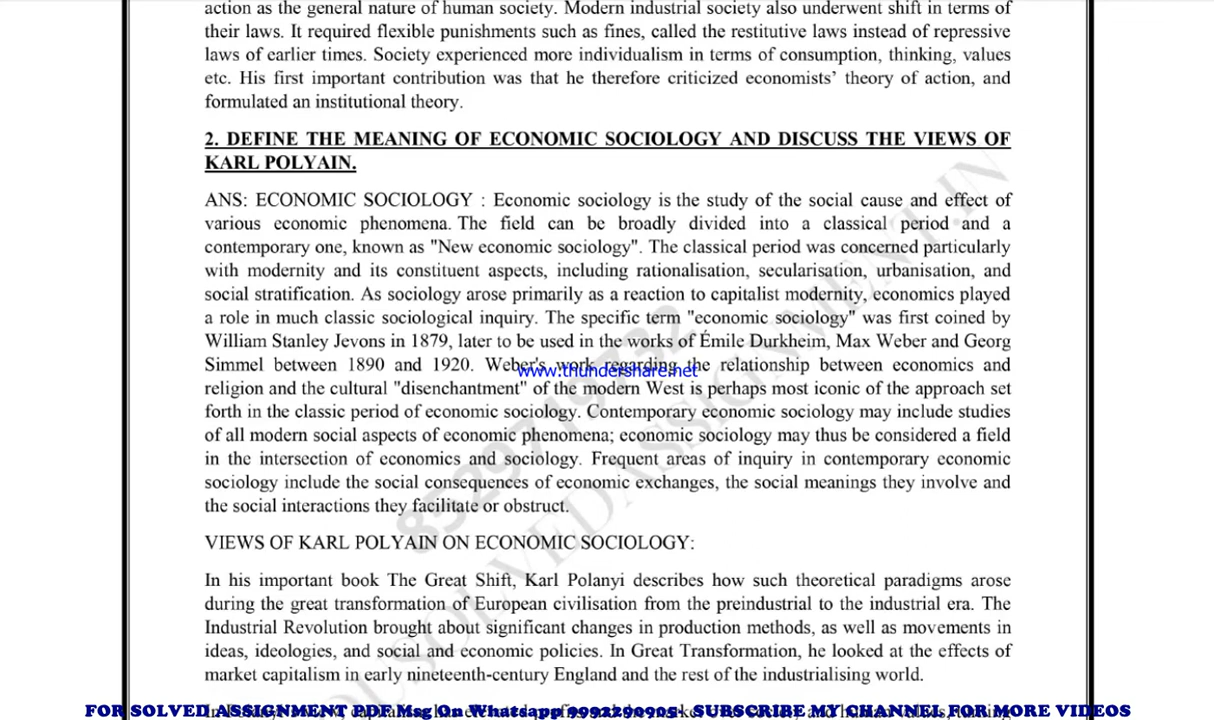 action as the general nature of human society. Modern industrial society also underwent shift in terms of
their laws. It required flexible punishments such as fines, called the restitutive laws instead of repressive
laws of earlier times. Society experienced more individualism in terms of consumption, thinking, values
etc. His first important contribution was that he therefore criticized economists’ theory of action, and
formulated an institutional theory.
2. DEFINE THE MEANING OF ECONOMIC SOCIOLOGY AND DISCUSS THE VIEWS OF
KARL POLYAIN.
ANS: ECONOMIC SOCIOLOGY : Economic sociology is the study of the social cause and effect of
various economic phenomena. The field can be broadly divided into a classical period and a
contemporary one, known as "New economic sociology". The classical period was concerned particularly
with modernity and its constituent aspects, including rationalisation, secularisation, urbanisation, and
social stratification. As sociology arose primarily as a reaction to capitalist modernity, economics played
a role in much classic sociological inquiry. The specific term "economic sociology" was first coined by
William Stanley Jevons in 1879, later to be used in the works of Émile Durkheim, Max Weber and Georg
Simmel between 1890 and 1920. Weber's work regarding the relationship between economics and
www.thundershare.net
religion and the cultural "disenchantment" of the modern West is perhaps most iconic of the approach set
forth in the classic period of economic sociology. Contemporary economic sociology may include studies
of all modern social aspects of economic phenomena; economic sociology may thus be considered a field
in the intersection of economics and sociology. Frequent areas of inquiry in contemporary economic
sociology include the social consequences of economic exchanges, the social meanings they involve and
the social interactions they facilitate or obstruct.
8529719732
VIEWS OF KARL POLYAIN ON ECONOMIC SOCIOLOGY:
In his important book The Great Shift, Karl Polanyi describes how such theoretical paradigms arose
during the great transformation of European civilisation from the preindustrial to the industrial era. The
Industrial Revolution brought about significant changes in production methods, as well as movements in
ideas, ideologies, and social and economic policies. In Great Transformation, he looked at the effects of
market capitalism in early nineteenth-century England and the rest of the industrialising world.
FOR SOLVED ASSIGNMENT PDF Msg On Whatsapp 9992290905- SUBSCRIBE MY CHANNEL FOR MORE VIDEOS